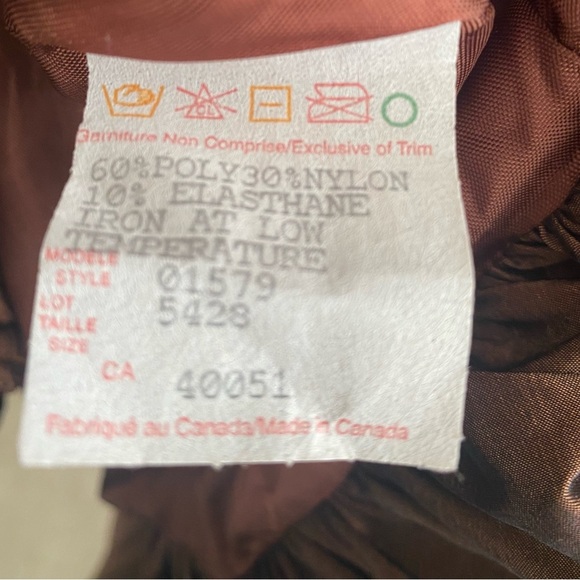 CL
Garniture Non Comprise/Exclusive of Trim
60%POLY30%NYLON
10% ELASTHANE
IRON AT LOW
TEMPERATURE
MODELE
STYLE 01579
LOT 5428
TAILLE
SIZE
CA 40051
Fabriqué au Canada/Made in Canada